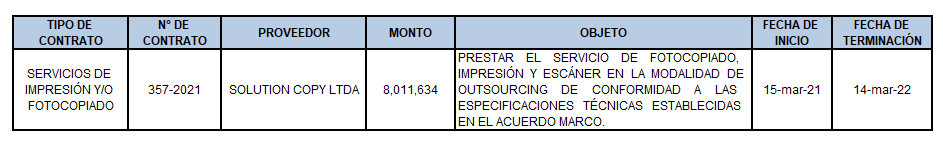 TIPO DE CONTRATO
N° DE CONTRATO
PROVEEDOR
MONTO
OBJETO
FECHA DE INICIO
FECHA DE TERMINACIÓN
SERVICIOS DE
IMPRESIÓN Y/O
FOTOCOPIADO
357-2021
SOLUTION COPY LTDA
8,011,634
PRESTAR EL SERVICIO DE FOTOCOPIADO,
IMPRESIÓN Y ESCÁNER EN LA MODALIDAD DE
OUTSOURCING DE CONFORMIDAD A LAS
ESPECIFICACIONES TÉCNICAS ESTABLECIDAS
EN EL ACUERDO MARCO.
15-mar-21
14-mar-22